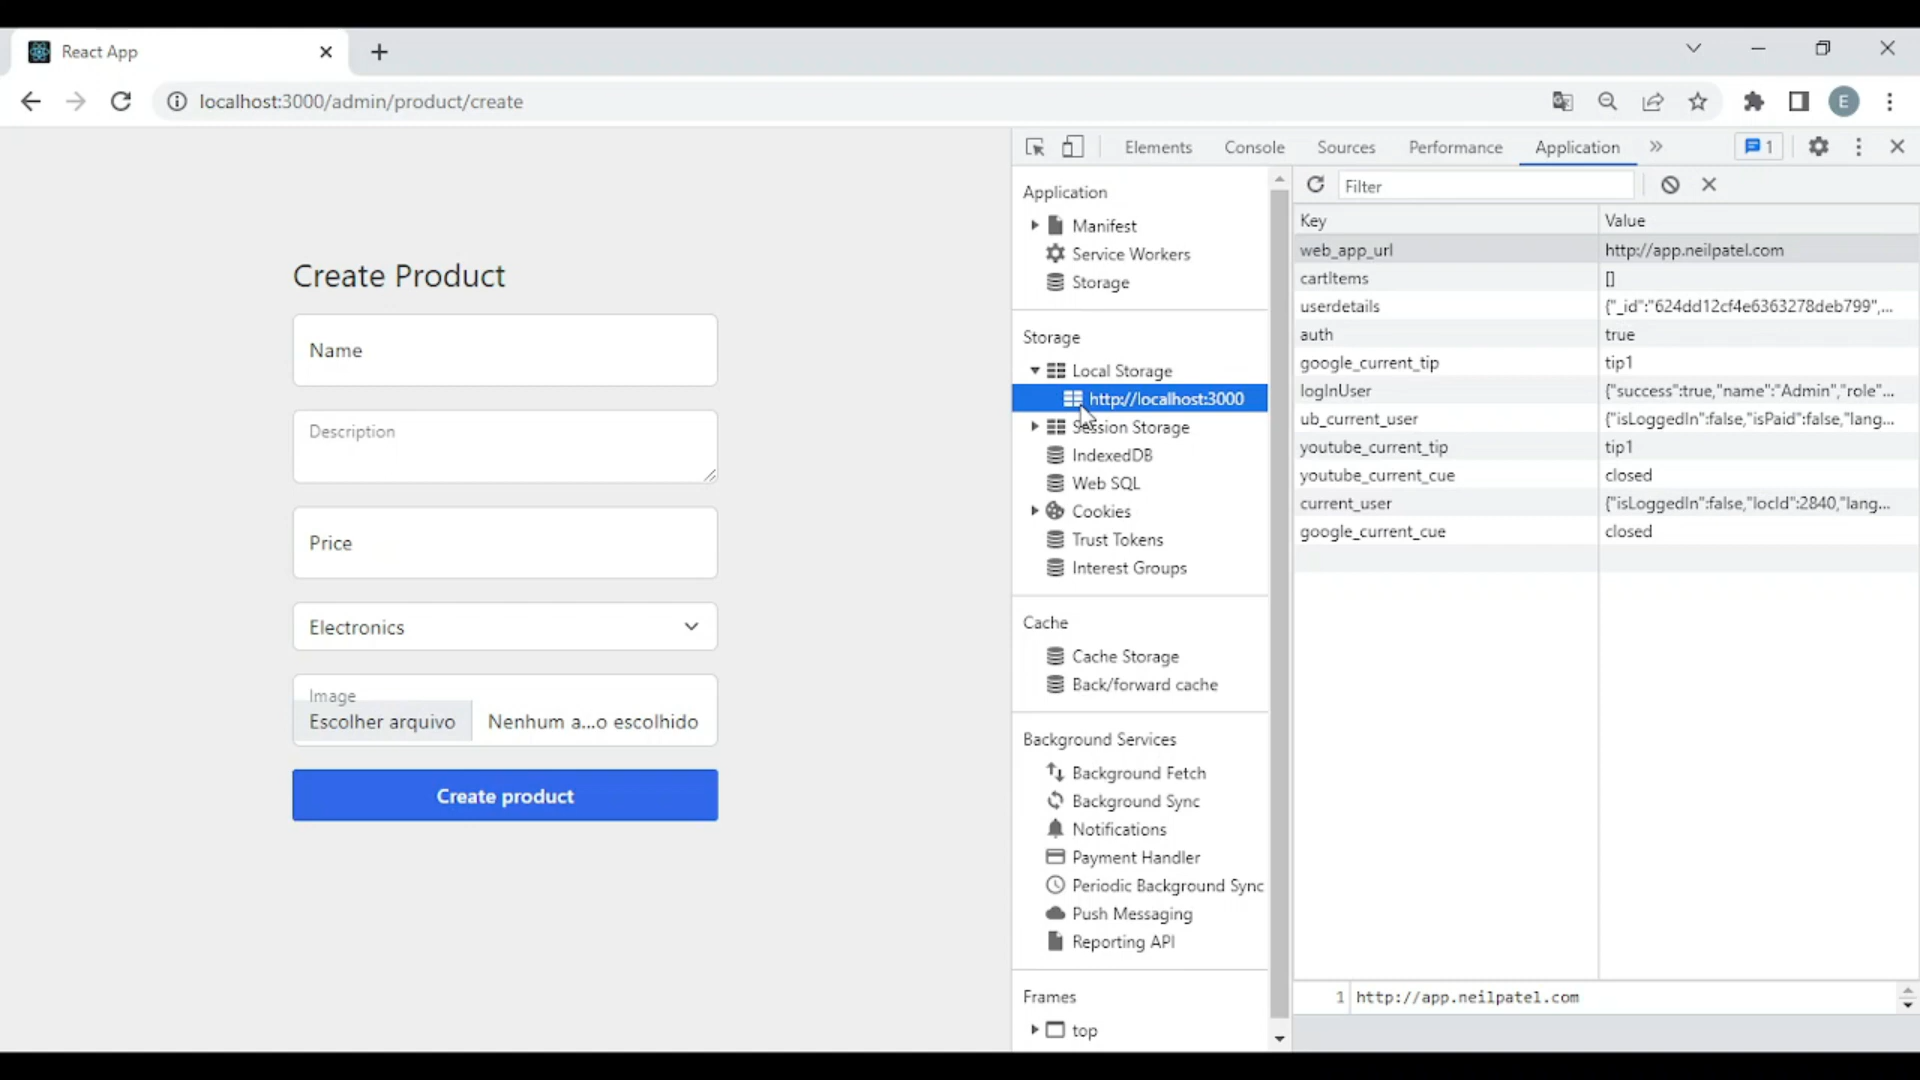 React App
localhost:3000/admin/product/create
E
Elements Console Sources Performance Application 1
Application
Manifest
Service Workers
Storage
Storage
Local Storage
http://localhost:3000
Session Storage
IndexedDB
Web SQL
Cookies
Trust Tokens
Interest Groups
Cache
Cache Storage
Back/forward cache
Background Services
Background Fetch
Background Sync
Notifications
Payment Handler
Periodic Background Sync
Push Messaging
Reporting API
Frames
top
Filter
Key Value
web_app_url http://app.neilpatel.com
cartItems []
userdetails {"_id":"624dd12cf4e6363278deb799",...
auth true
google_current_tip tip1
logInUser {"success":true,"name":"Admin","role"...
ub_current_user {"isLoggedIn":false,"isPaid":false,"lang...
youtube_current_tip tip1
youtube_current_cue closed
current_user {"isLoggedIn":false,"locId":2840,"lang...
google_current_cue closed
1 http://app.neilpatel.com
Create Product
Name
Description
Price
Electronics
Image
Escolher arquivo Nenhum a...o escolhido
Create product